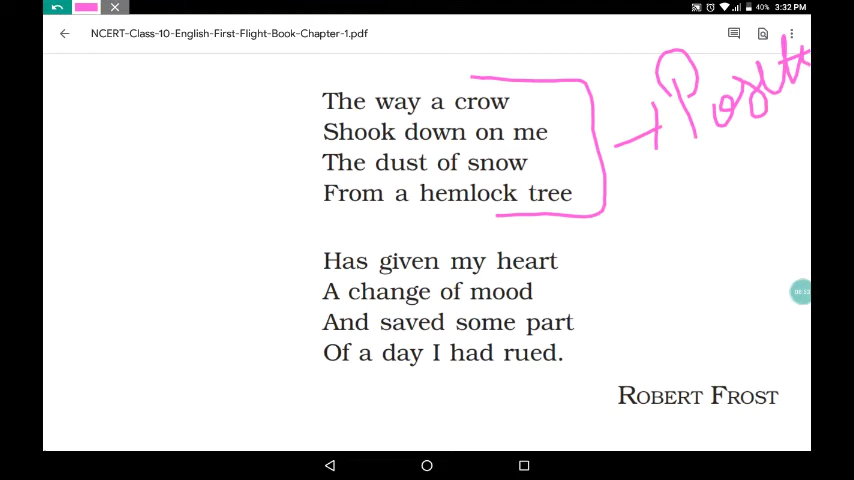 40% 3:32 PM
NCERT-Class-10-English-First-Flight-Book-Chapter-1.pdf
The way a crow
Shook down on me
The dust of snow
From a hemlock tree
Has given my heart
A change of mood
And saved some part
Of a day I had rued.
ROBERT FROST